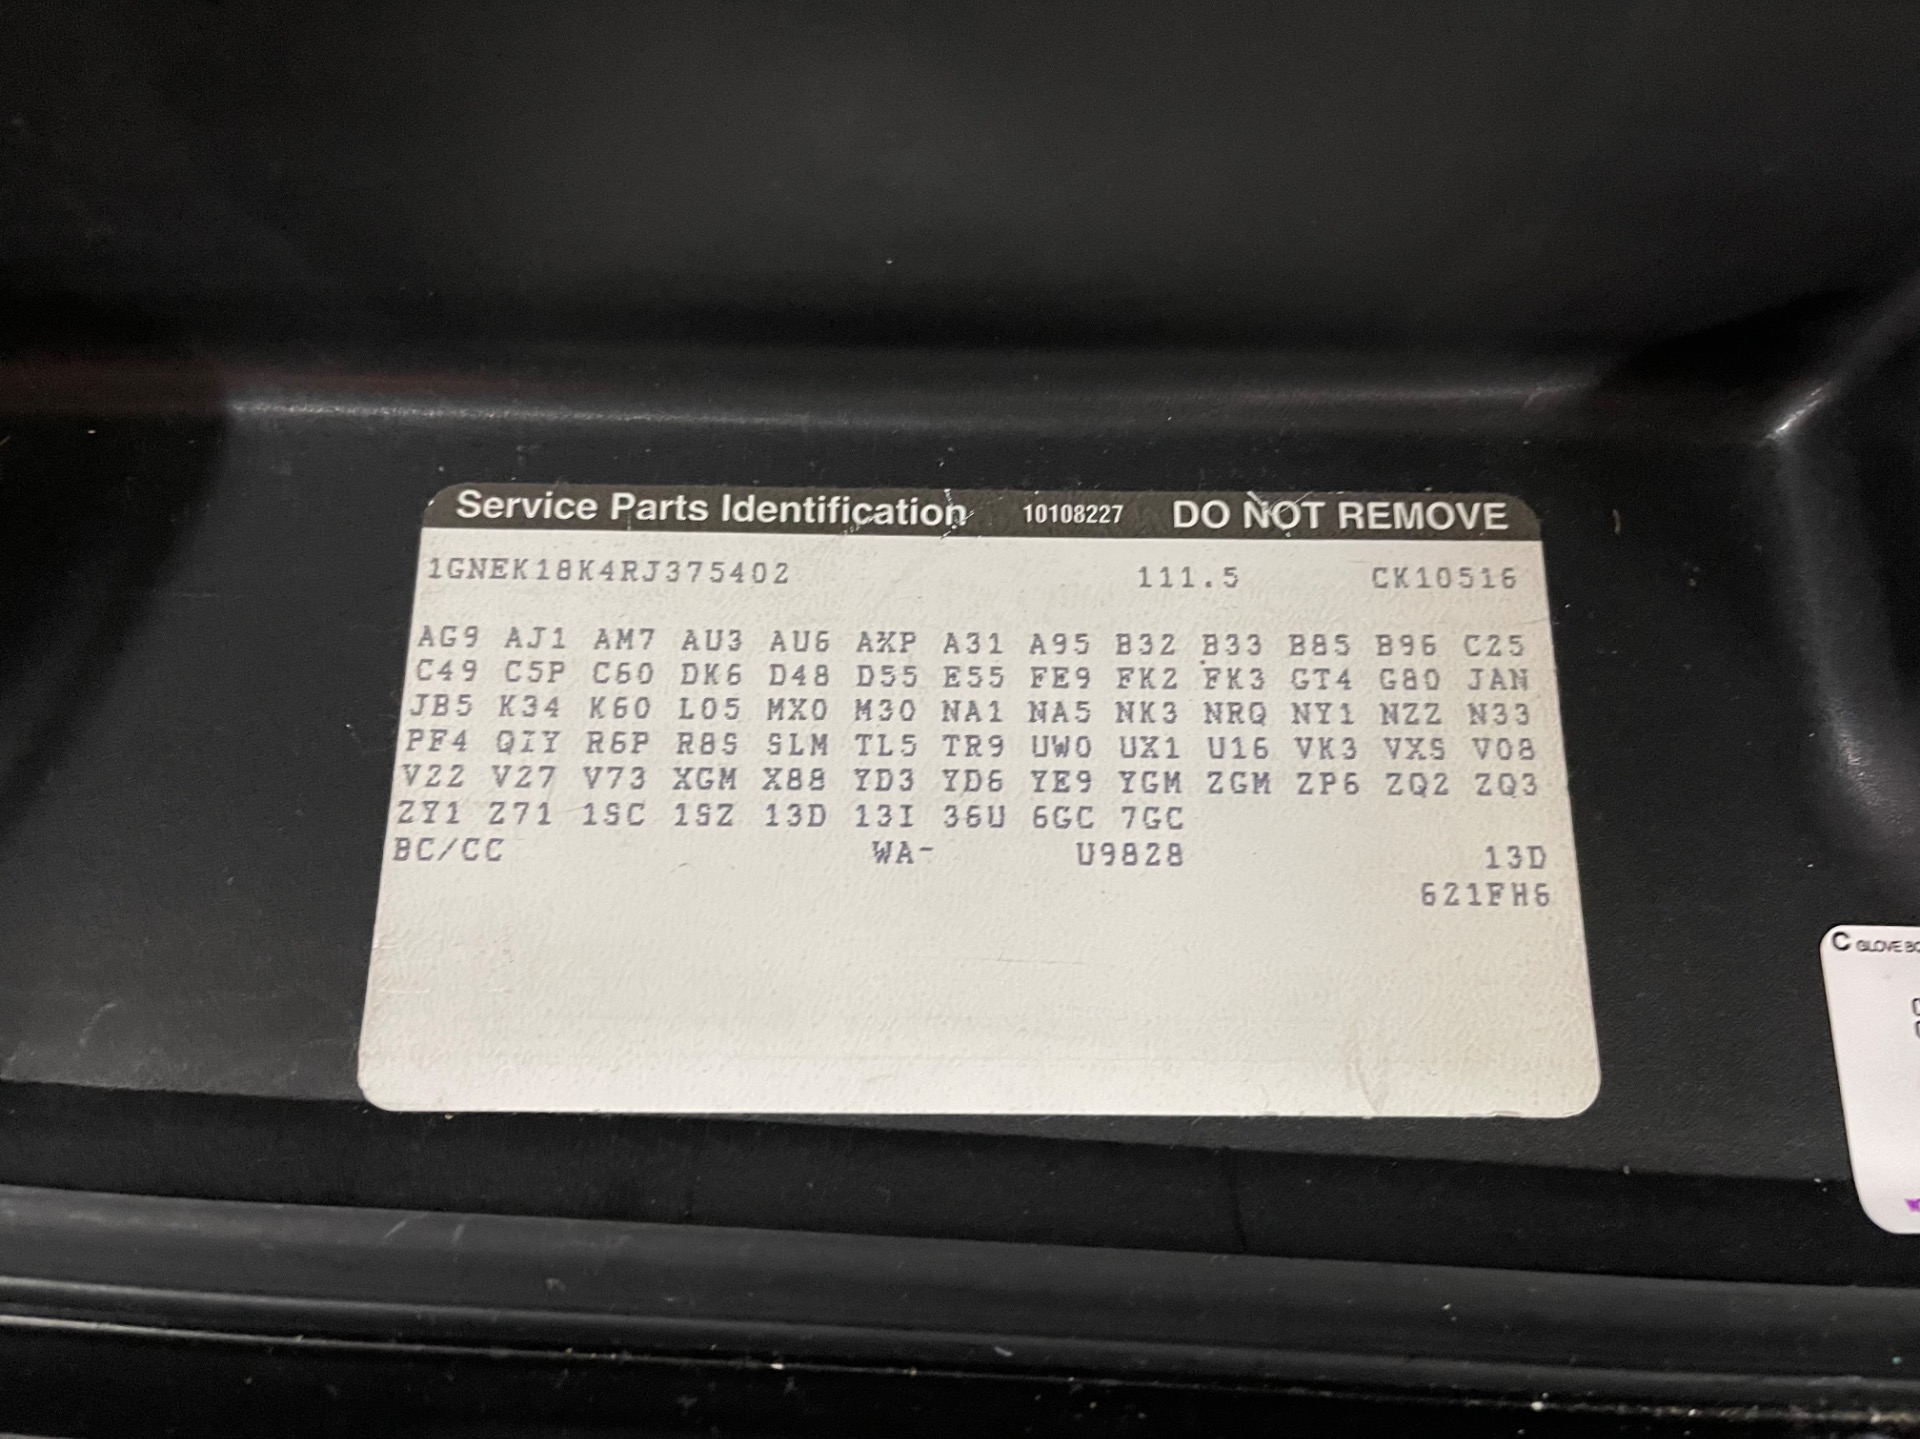 Service Parts Identification 10108227 DO NOT REMOVE
1GNEK18K4RJ375402 111.5 CK10516
AG9 AJ1 AM7 AU3 AU6 AXP A31 A95 B32 B33 B85 B96 C25
C49 C5P C60 DK6 D48 D55 E55 FE9 FK2 FK3 GT4 G80 JAN
JB5 K34 K60 L05 MX0 M30 NA1 NA5 NK3 NRQ NY1 NZZ N33
PF4 QIY R6P R8S SLM TL5 TR9 UW0 UX1 U16 VK3 VXS V08
V22 V27 V73 XGM X88 YD3 YD6 YE9 YGM ZGM ZP6 ZQ2 ZQ3
ZY1 Z71 1SC 1SZ 13D 13I 36U 6GC 7GC
BC/CC WA- U9828 13D
621FH6
C GLOVE